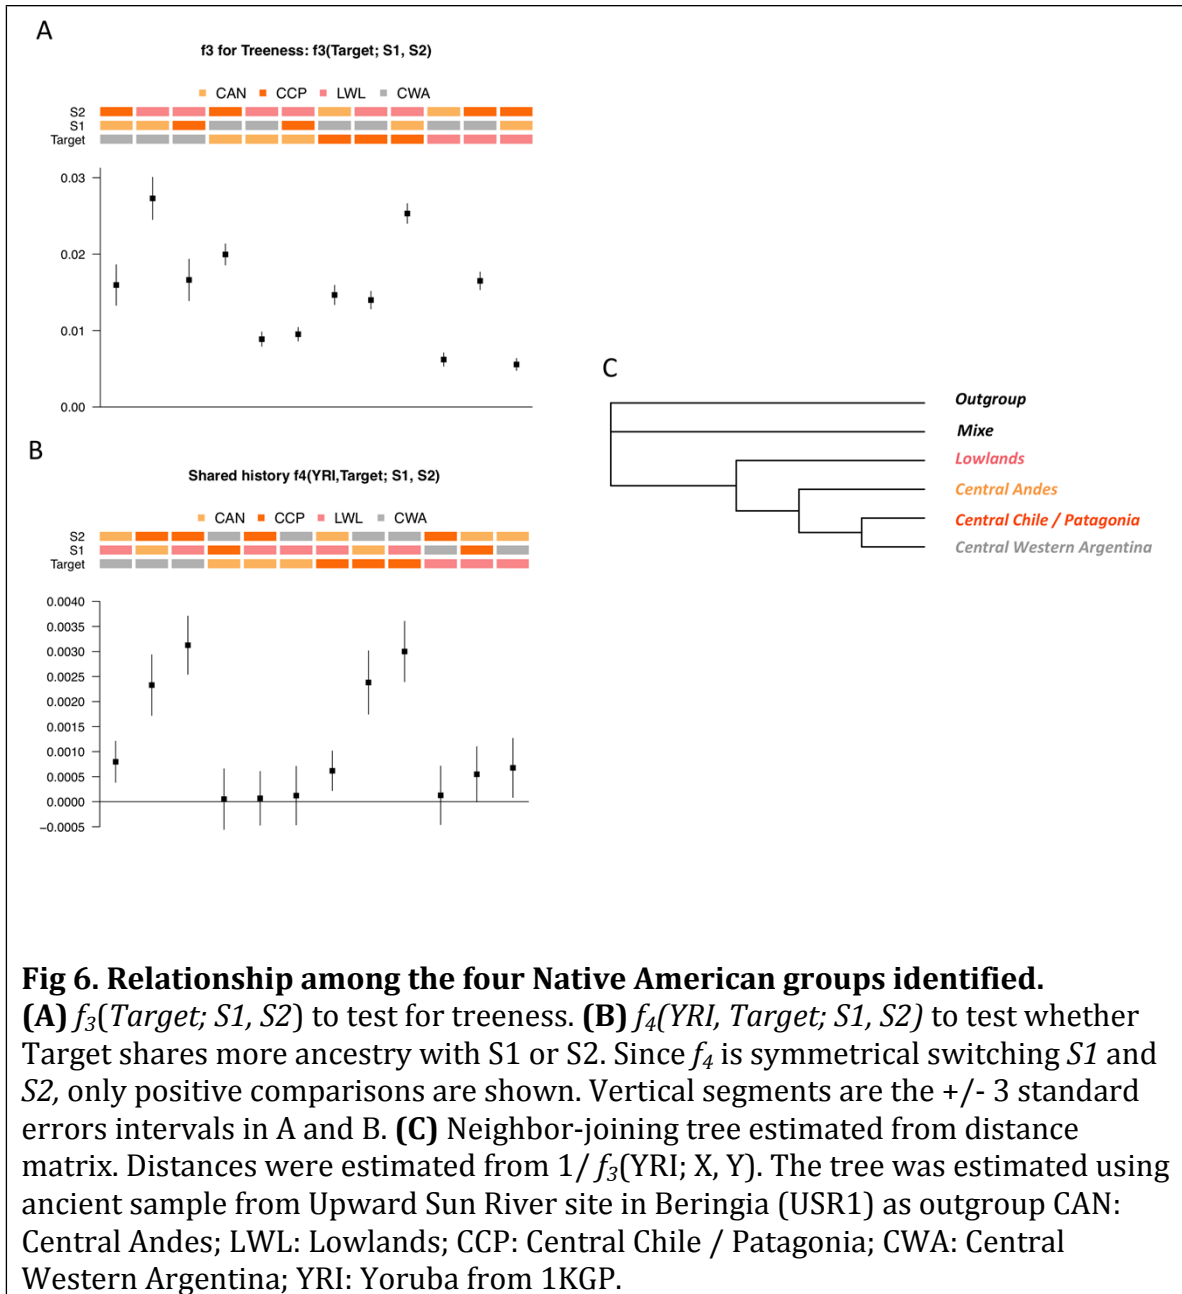 A
f3 for Treeness: f3(Target; S1, S2)
CAN CCP LWL CWA
S2
S1
Target
0.03
0.02
0.01
0.00
B
Shared history f4(YRI,Target; S1, S2)
CAN CCP LWL CWA
S2
S1
Target
0.0040
0.0035
0.0030
0.0025
0.0020
0.0015
0.0010
0.0005
0.0000
−0.0005
C
Outgroup
Mixe
Lowlands
Central Andes
Central Chile / Patagonia
Central Western Argentina
Fig 6. Relationship among the four Native American groups identified.
(A) f3(Target; S1, S2) to test for treeness. (B) f4(YRI, Target; S1, S2) to test whether
Target shares more ancestry with S1 or S2. Since f4 is symmetrical switching S1 and
S2, only positive comparisons are shown. Vertical segments are the +/- 3 standard
errors intervals in A and B. (C) Neighbor-joining tree estimated from distance
matrix. Distances were estimated from 1/ f3(YRI; X, Y). The tree was estimated using
ancient sample from Upward Sun River site in Beringia (USR1) as outgroup CAN:
Central Andes; LWL: Lowlands; CCP: Central Chile / Patagonia; CWA: Central
Western Argentina; YRI: Yoruba from 1KGP.